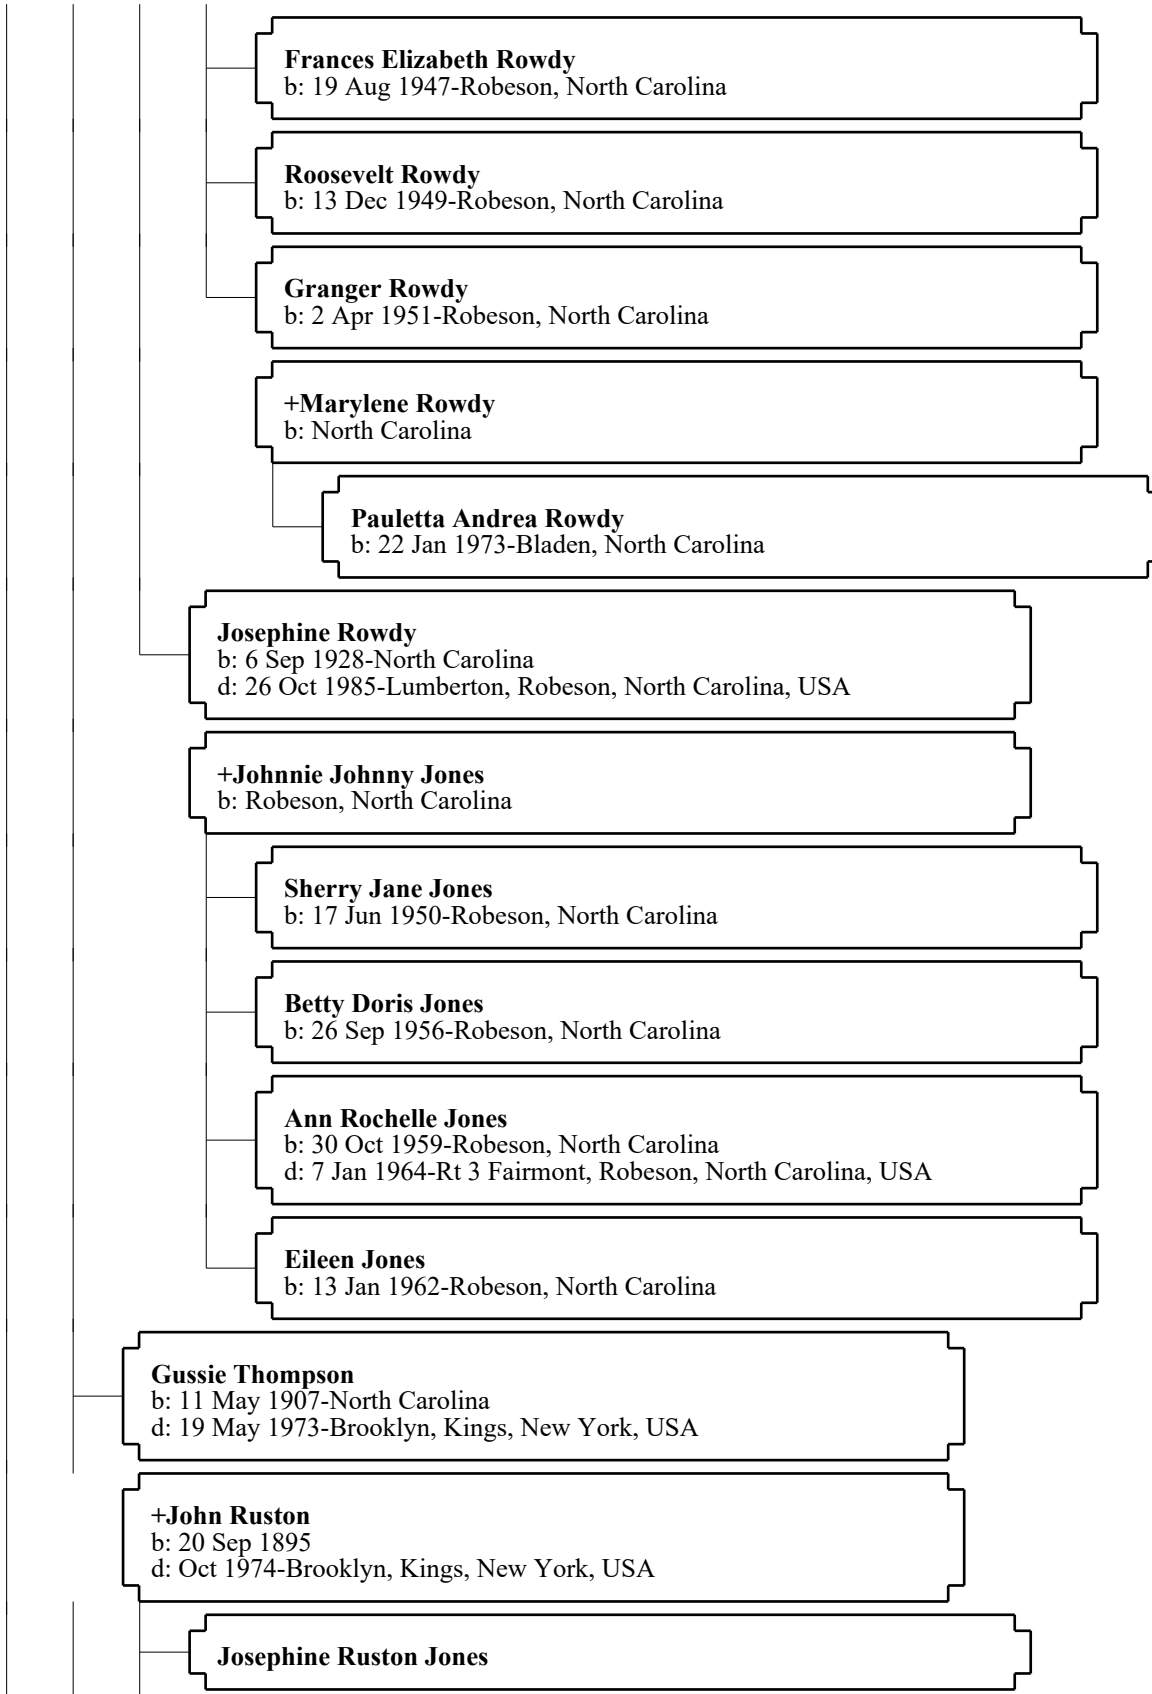 Frances Elizabeth Rowdy
b: 19 Aug 1947-Robeson, North Carolina
Roosevelt Rowdy
b: 13 Dec 1949-Robeson, North Carolina
Granger Rowdy
b: 2 Apr 1951-Robeson, North Carolina
+Marylene Rowdy
b: North Carolina
Pauletta Andrea Rowdy
b: 22 Jan 1973-Bladen, North Carolina
Josephine Rowdy
b: 6 Sep 1928-North Carolina
d: 26 Oct 1985-Lumberton, Robeson, North Carolina, USA
+Johnnie Johnny Jones
b: Robeson, North Carolina
Sherry Jane Jones
b: 17 Jun 1950-Robeson, North Carolina
Betty Doris Jones
b: 26 Sep 1956-Robeson, North Carolina
Ann Rochelle Jones
b: 30 Oct 1959-Robeson, North Carolina
d: 7 Jan 1964-Rt 3 Fairmont, Robeson, North Carolina, USA
Eileen Jones
b: 13 Jan 1962-Robeson, North Carolina
Gussie Thompson
b: 11 May 1907-North Carolina
d: 19 May 1973-Brooklyn, Kings, New York, USA
+John Ruston
b: 20 Sep 1895
d: Oct 1974-Brooklyn, Kings, New York, USA
Josephine Ruston Jones